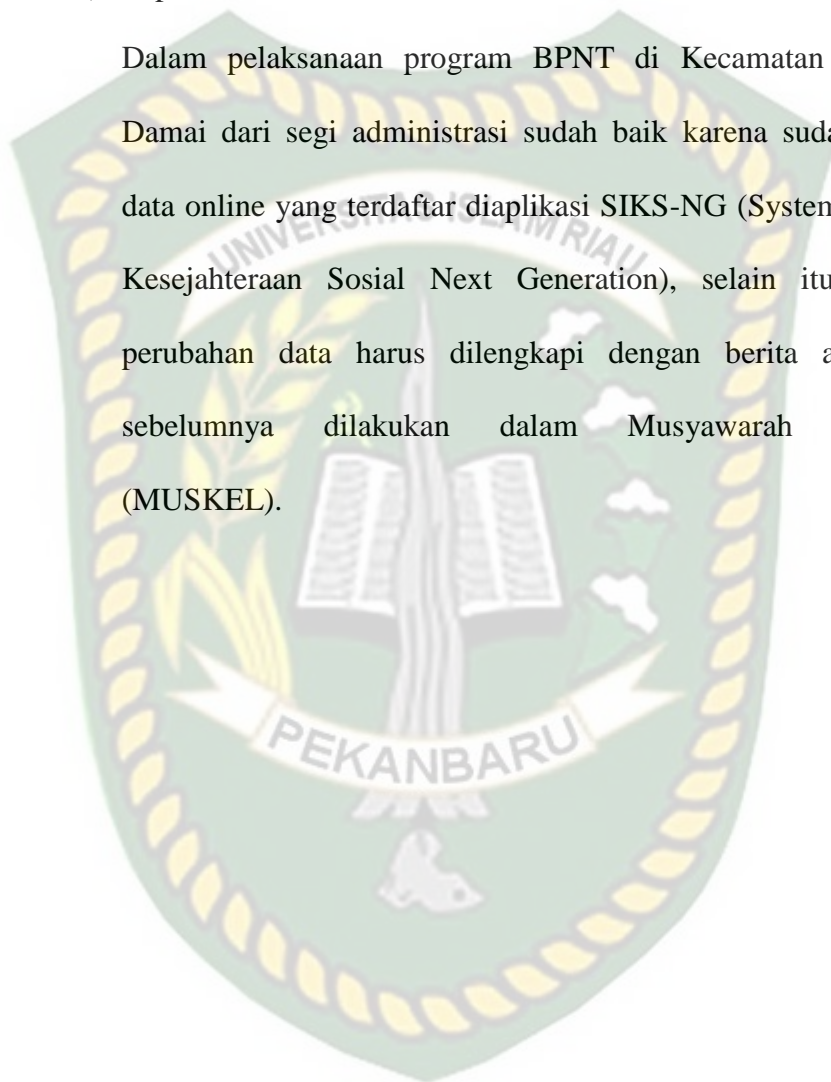 Dalam pelaksanaan program BPNT di Kecamatan
Damai dari segi administrasi sudah baik karena
data online yang terdaftar diaplikasi SIKS-NG (System
Kesejahteraan Sosial Next Generation), selain itu
perubahan data harus dilengkapi dengan berita
sebelumnya dilakukan dalam Musyawarah
(MUSKEL).
UNIVERSITAS ISLAM RIAU
PEKANBARU